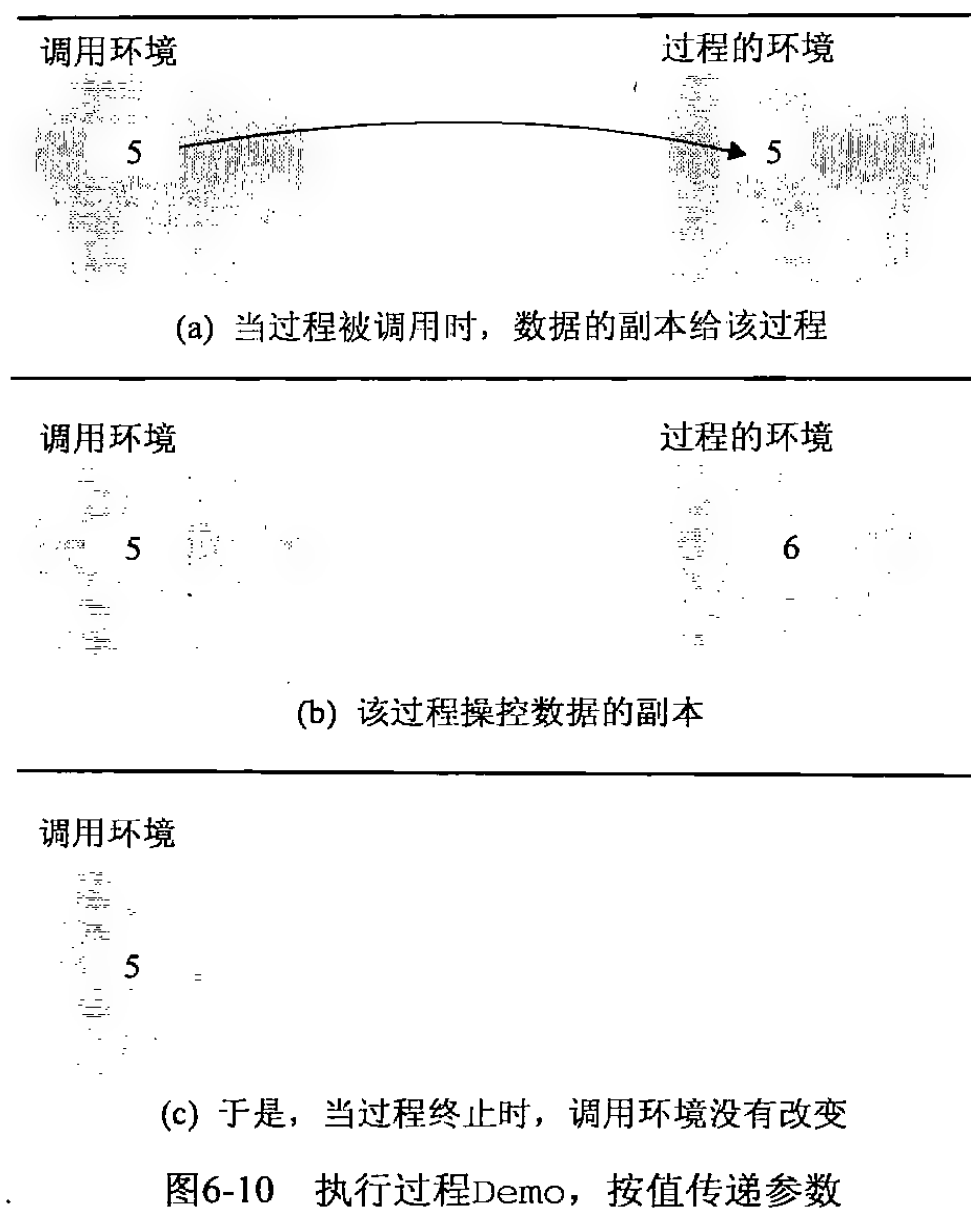 调用环境 过程的环境
5 5
(a) 当过程被调用时，数据的副本给该过程
调用环境 过程的环境
5 6
(b) 该过程操控数据的副本
调用环境
5
(c) 于是，当过程终止时，调用环境没有改变
图6-10 执行过程Demo，按值传递参数